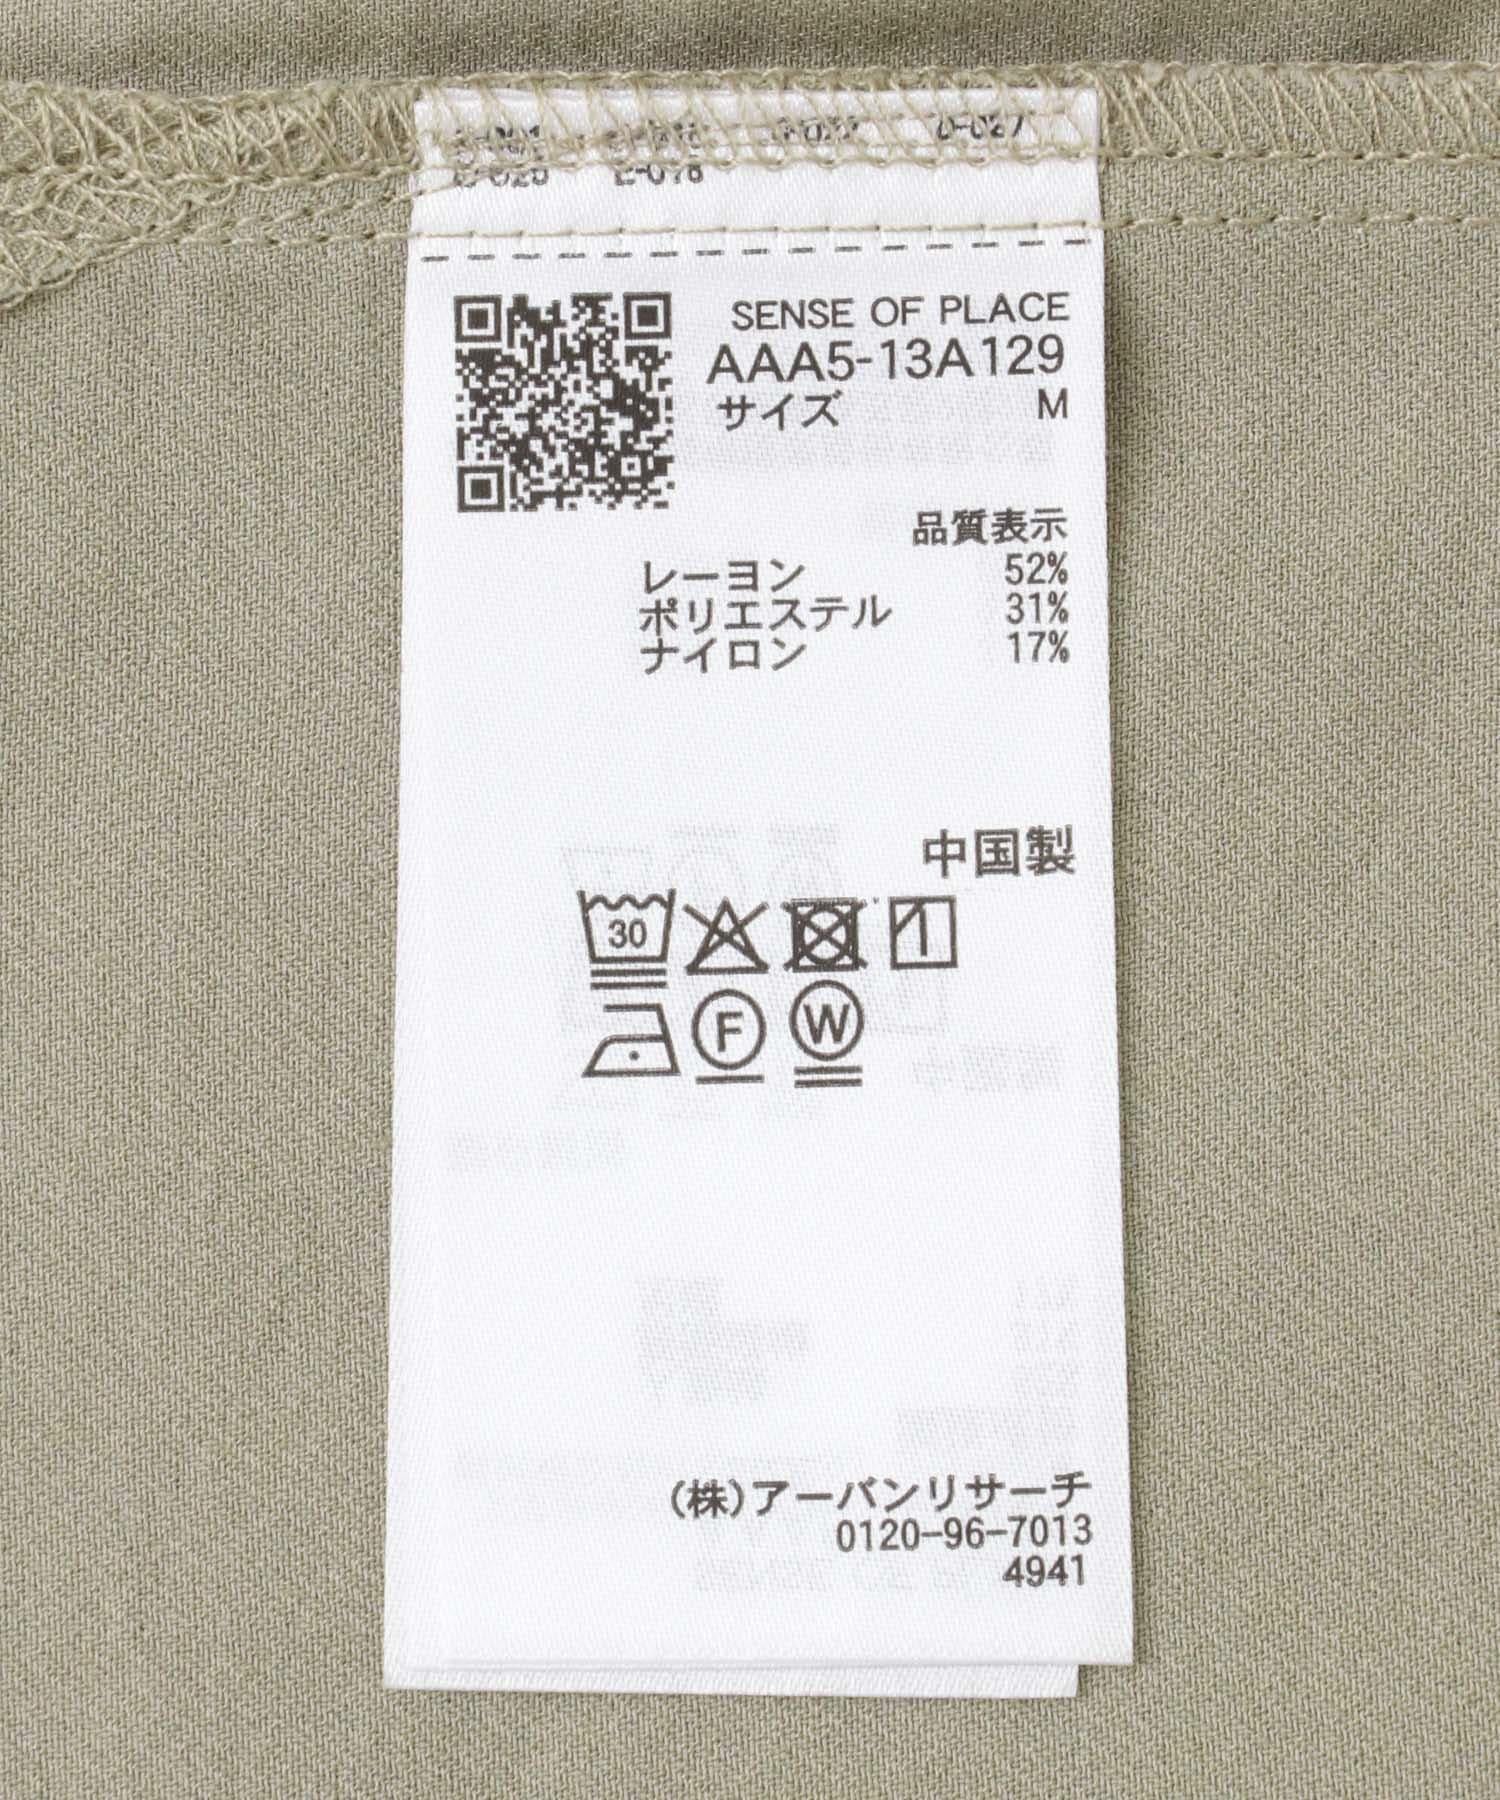 SENSE OF PLACE
AAA5-13A129
サイズ M
品質表示
レーヨン 52%
ポリエステル 31%
ナイロン 17%
中国製
30
F W
(株)アーバンリサーチ
0120-96-7013
4941